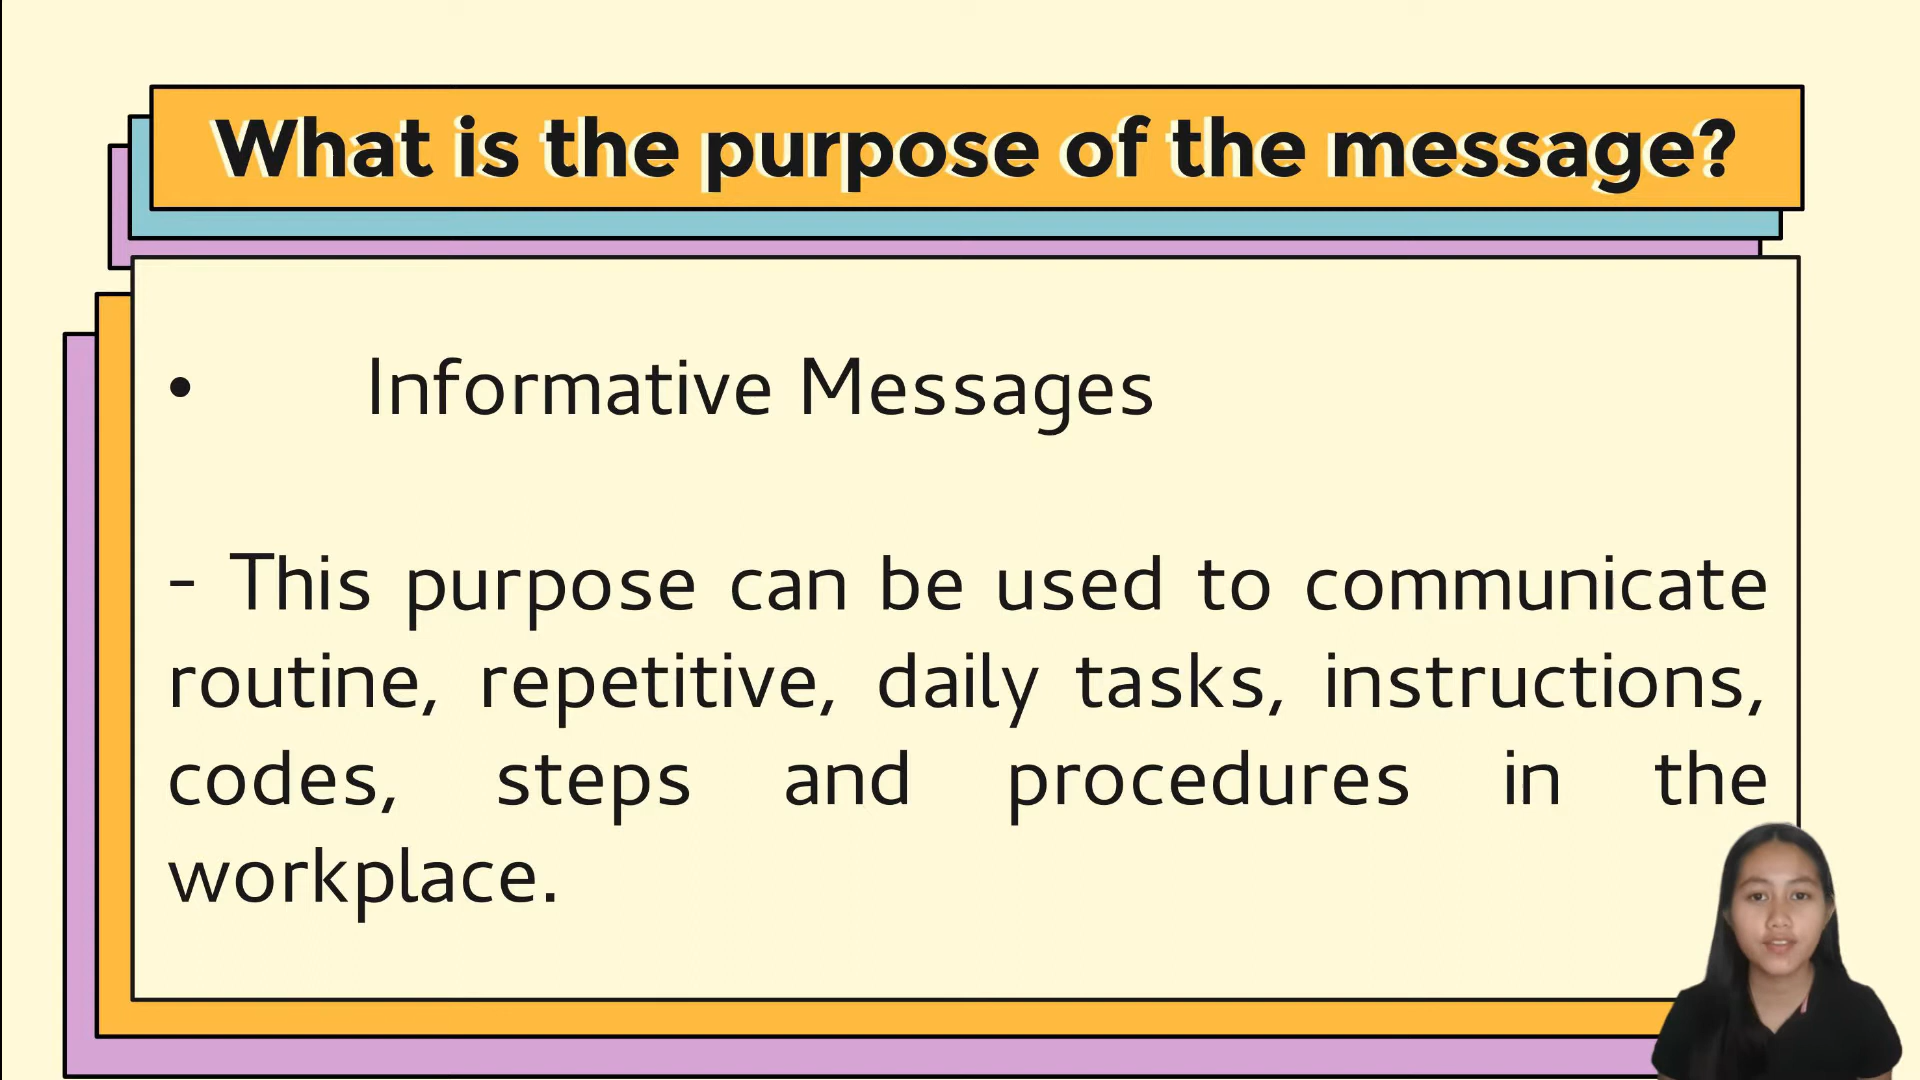 What is the purpose of the message?
• Informative Messages
- This purpose can be used to communicate
routine, repetitive, daily tasks, instructions,
codes, steps and procedures in the
workplace.